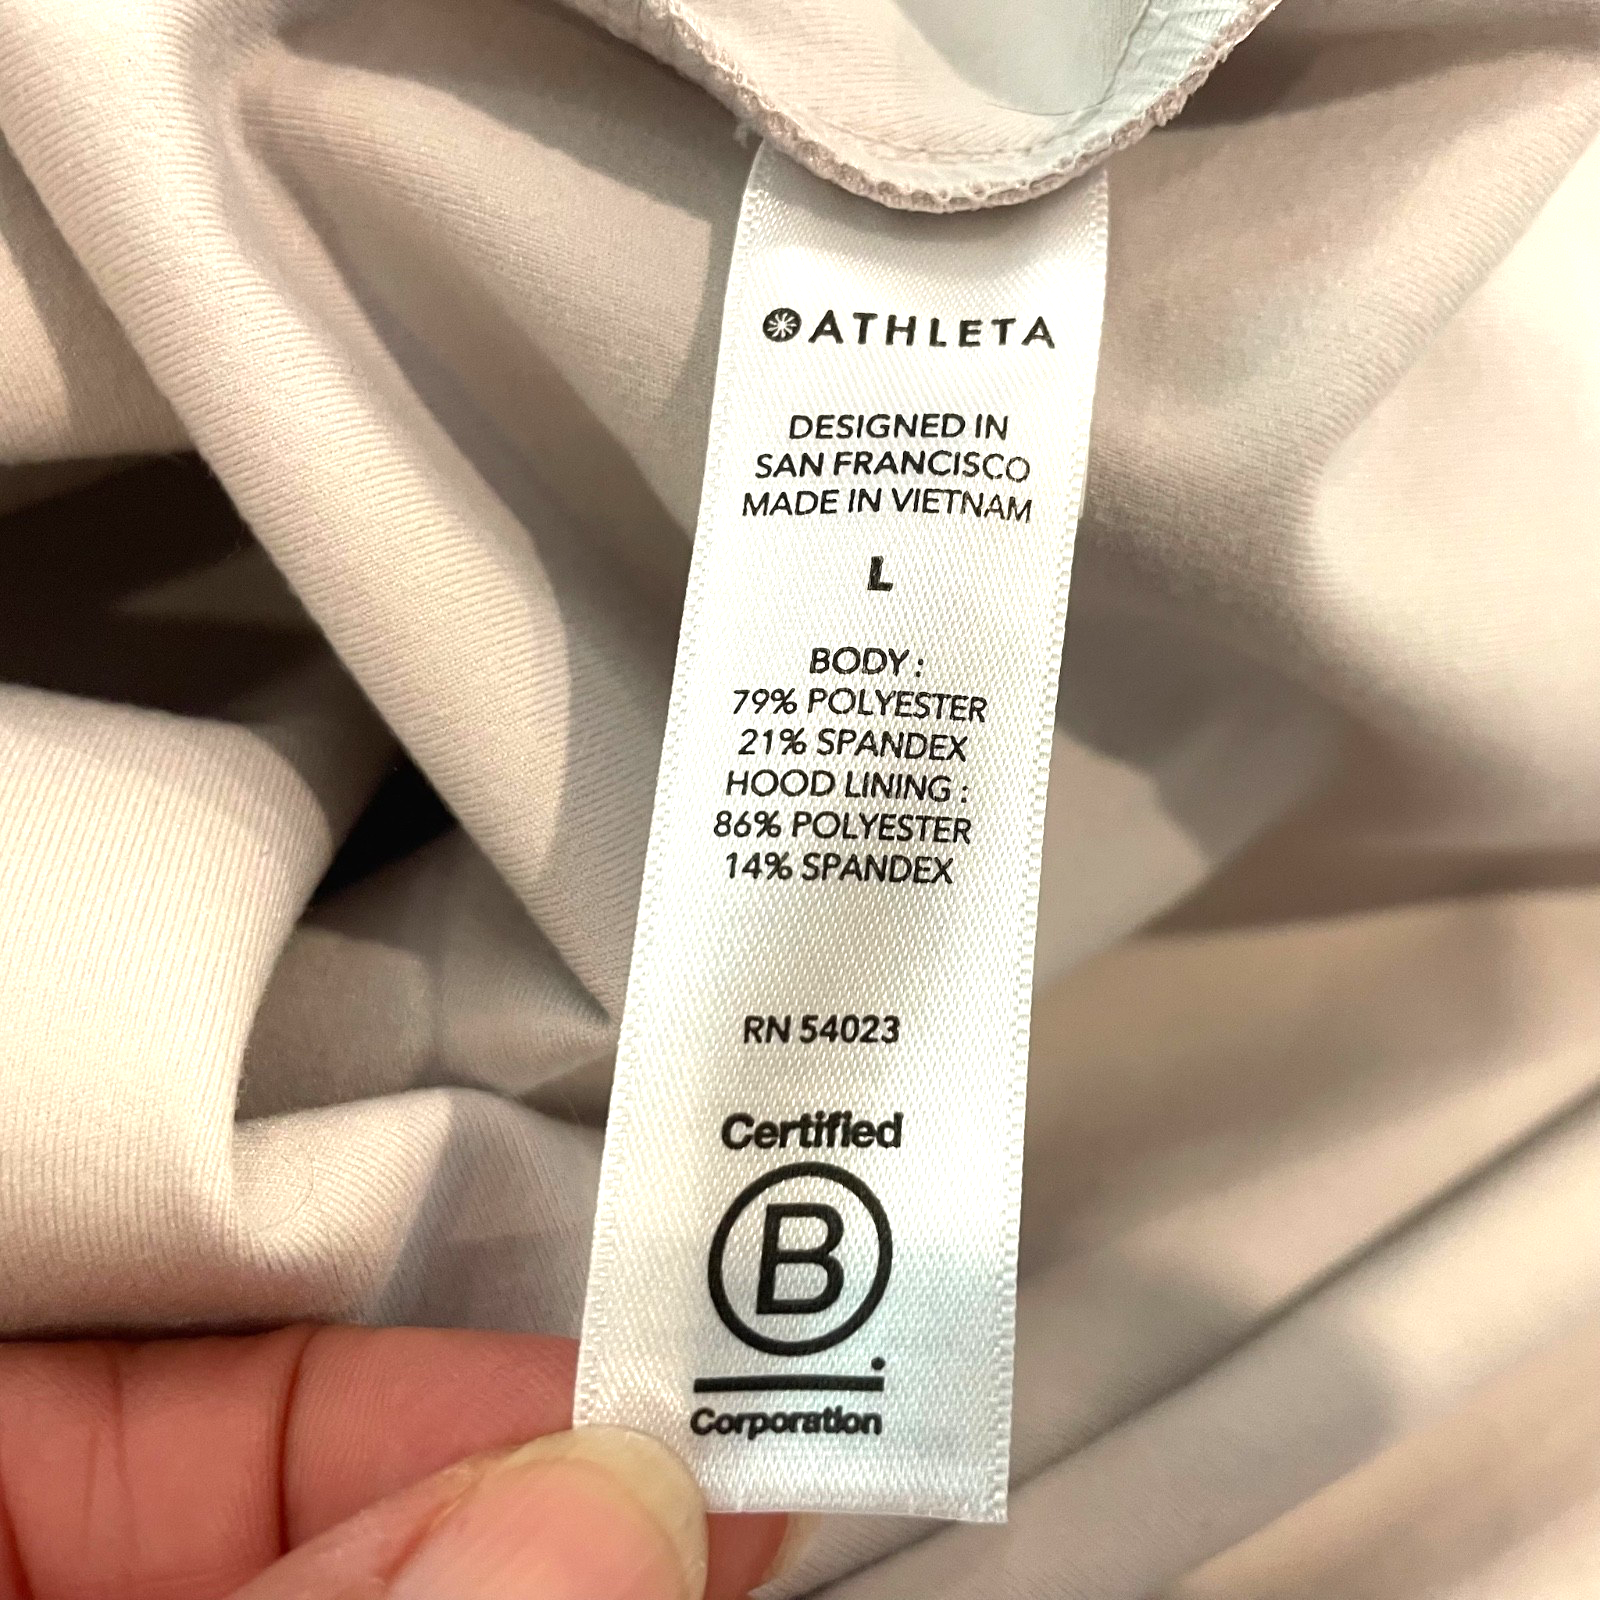 ATHLETA
DESIGNED IN
SAN FRANCISCO
MADE IN VIETNAM
L
BODY :
79% POLYESTER
21% SPANDEX
HOOD LINING :
86% POLYESTER
14% SPANDEX
RN 54023
Certified
B
Corporation